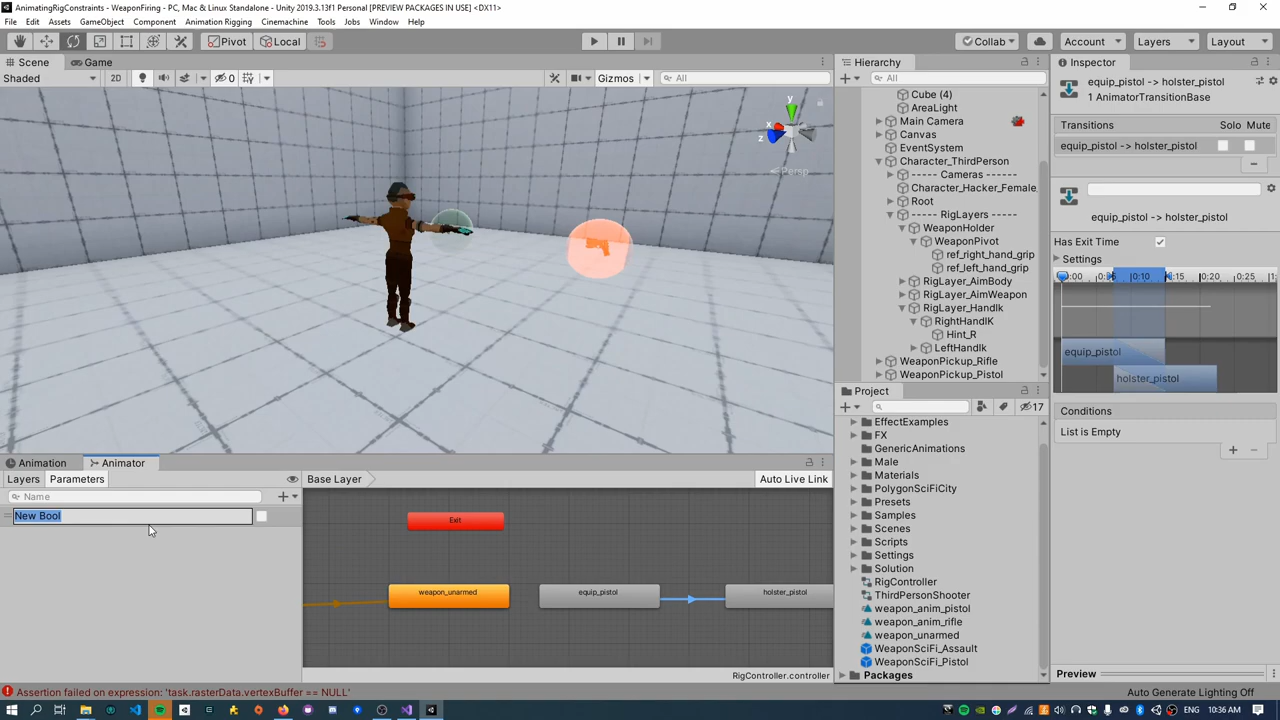 AnimatingRigConstraints - WeaponFiring - PC, Mac & Linux Standalone - Unity 2019.3.13f1 Personal [PREVIEW PACKAGES IN USE] <DX11>
File Edit Assets GameObject Component Animation Rigging Cinemachine Tools Jobs Window Help
Pivot Local Collab Account Layers Layout
Scene Game
Shaded 2D 0 Gizmos All
y
x
z
Persp
Hierarchy
All
Cube (4)
AreaLight
Main Camera
Canvas
EventSystem
Character_ThirdPerson
----- Cameras ------
Character_Hacker_Female_
Root
----- RigLayers -----
WeaponHolder
WeaponPivot
ref_right_hand_grip
ref_left_hand_grip
RigLayer_AimBody
RigLayer_AimWeapon
RigLayer_HandIk
RightHandIK
Hint_R
LeftHandIk
WeaponPickup_Rifle
WeaponPickup_Pistol
Project
17
EffectExamples
FX
GenericAnimations
Male
Materials
PolygonSciFiCity
Presets
Samples
Scenes
Scripts
Settings
Solution
RigController
ThirdPersonShooter
weapon_anim_pistol
weapon_anim_rifle
weapon_unarmed
WeaponSciFi_Assault
WeaponSciFi_Pistol
Packages
Inspector
equip_pistol -> holster_pistol
1 AnimatorTransitionBase
Transitions Solo Mute
equip_pistol -> holster_pistol
equip_pistol -> holster_pistol
Has Exit Time
Settings
0:10 0:20 0:25
equip_pistol
holster_pistol
Conditions
List is Empty
Preview
Animation Animator
Layers Parameters
Name
New Bool
Base Layer Auto Live Link
Exit
weapon_unarmed equip_pistol holster_pistol
RigController.controller
Assertion failed on expression: 'task.rasterData.vertexBuffer == NULL'
Auto Generate Lighting Off
ENG 10:36 AM